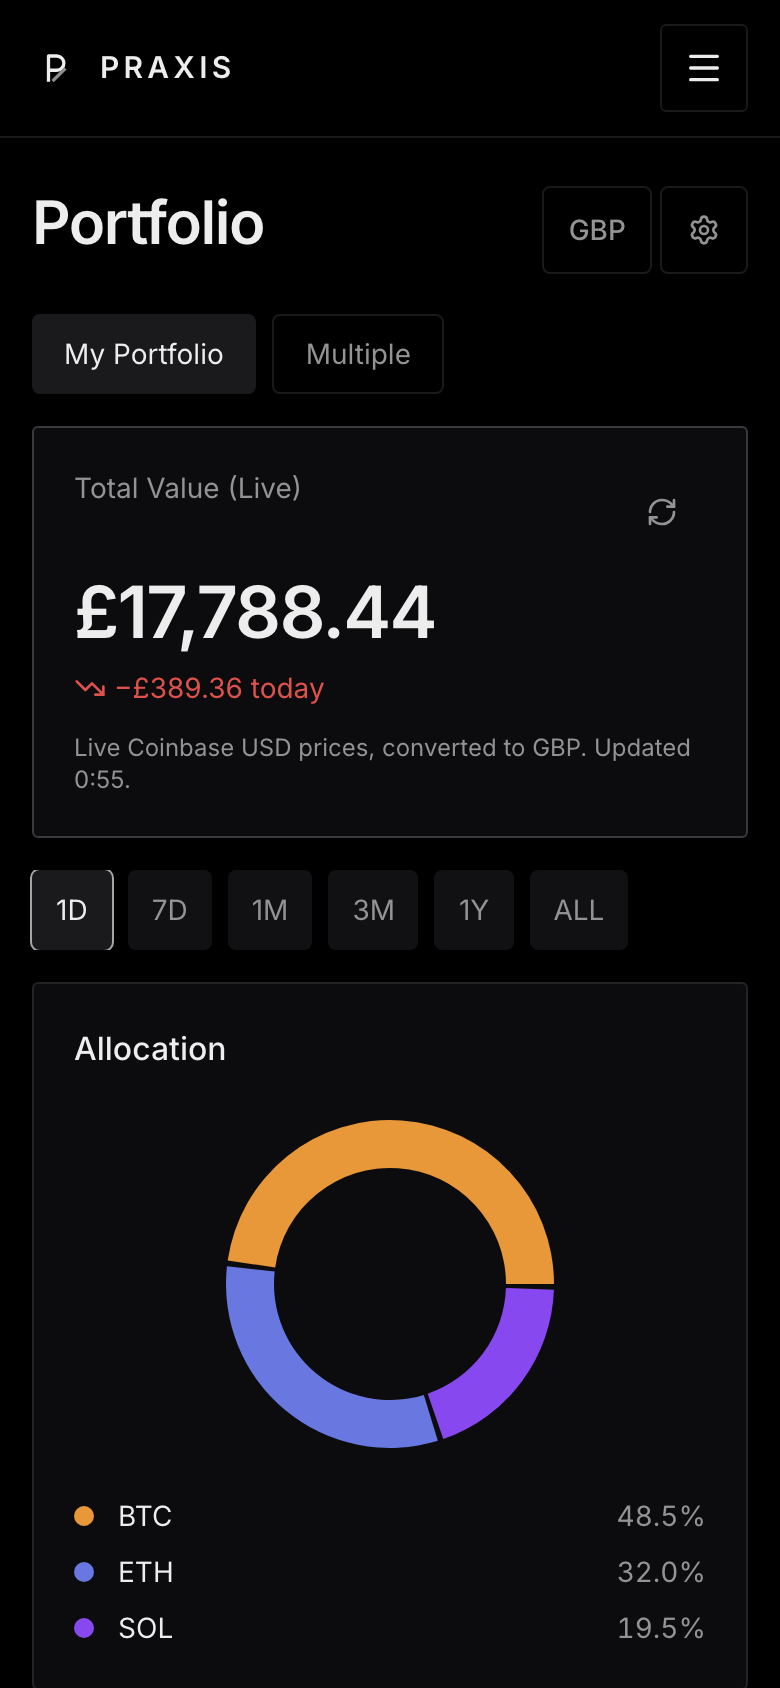 PRAXIS
Portfolio
GBP
My Portfolio
Multiple
Total Value (Live)
£17,788.44
−£389.36 today
Live Coinbase USD prices, converted to GBP. Updated
0:55.
1D
7D
1M
3M
1Y
ALL
Allocation
BTC
48.5%
ETH
32.0%
SOL
19.5%